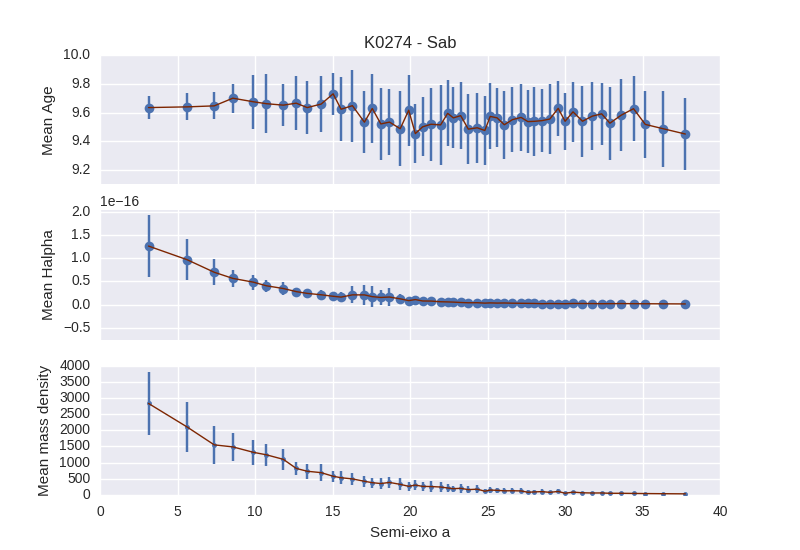 K0274 - Sab
10.0
9.8
9.6
9.4
9.2
Mean Age
1e−16
2.0
1.5
1.0
0.5
0.0
−0.5
Mean Halpha
4000
3500
3000
2500
2000
1500
1000
500
0
Mean mass density
0 5 10 15 20 25 30 35 40
Semi-eixo a